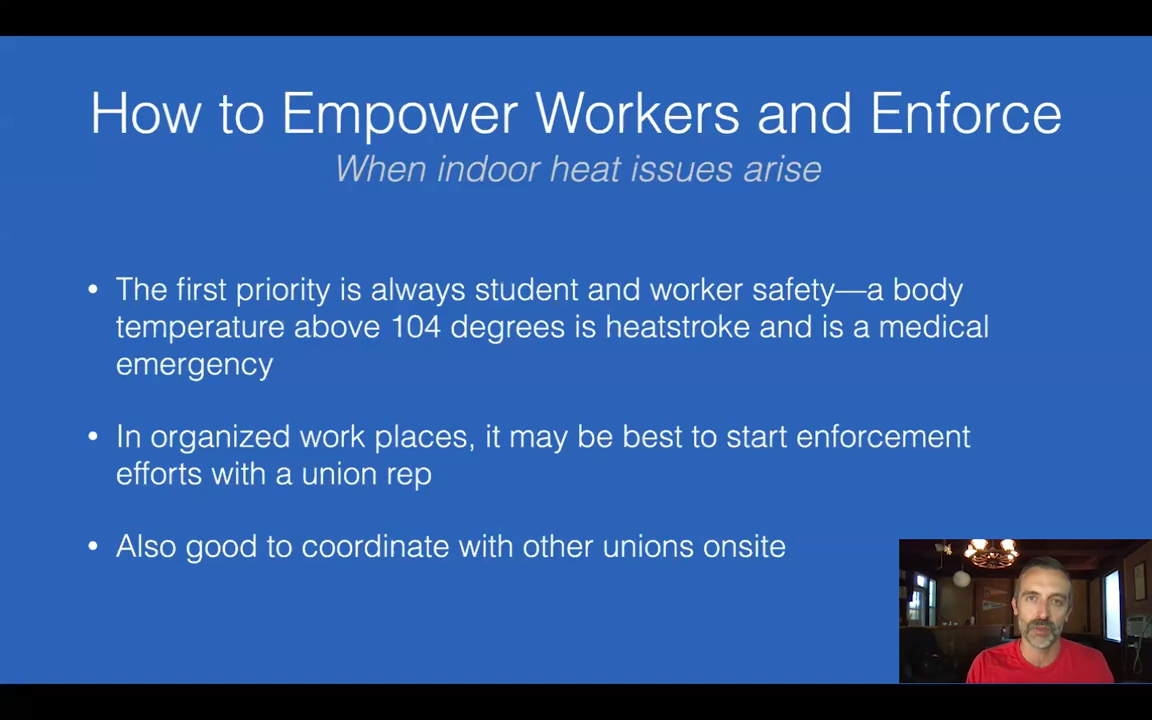 How to Empower Workers and Enforce
When indoor heat issues arise
• The first priority is always student and worker safety—a body
temperature above 104 degrees is heatstroke and is a medical
emergency
• In organized work places, it may be best to start enforcement
efforts with a union rep
• Also good to coordinate with other unions onsite